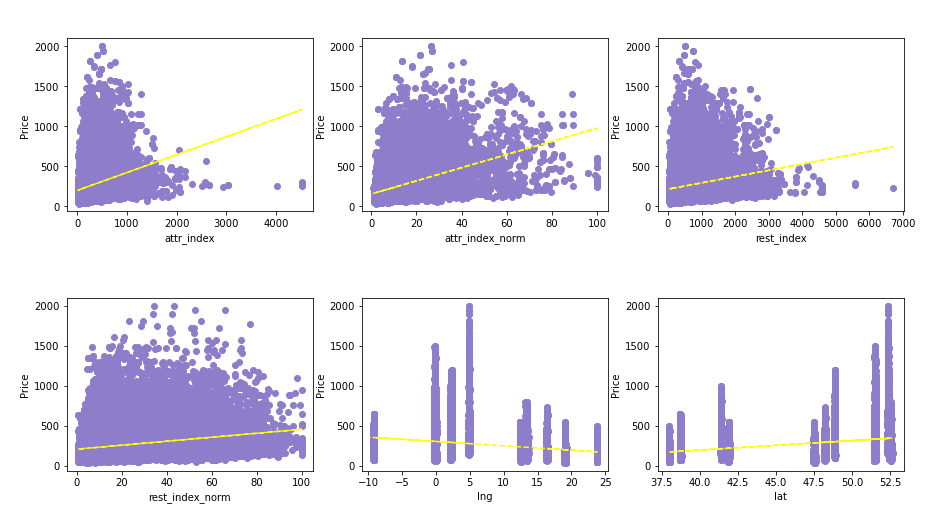 2000
1500
1000
500
0
Price
0 1000 2000 3000 4000
attr_index
2000
1500
1000
500
0
Price
0 20 40 60 80 100
attr_index_norm
2000
1500
1000
500
0
Price
0 1000 2000 3000 4000 5000 6000 7000
rest_index
2000
1500
1000
500
0
Price
0 20 40 60 80 100
rest_index_norm
2000
1500
1000
500
0
Price
−10 −5 0 5 10 15 20 25
lng
2000
1500
1000
500
0
Price
37.5 40.0 42.5 45.0 47.5 50.0 52.5
lat